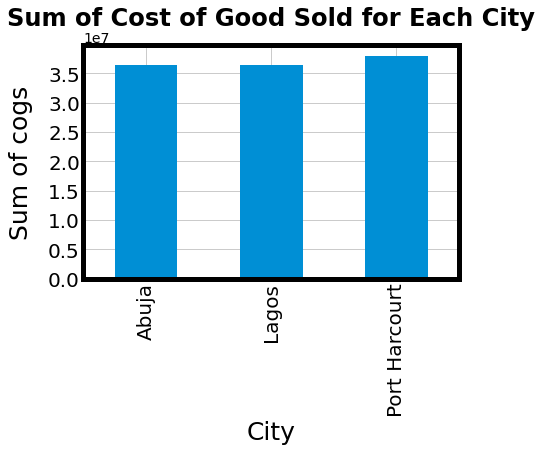 Sum of Cost of Good Sold for Each City
1e7
Sum of cogs
3.5
3.0
2.5
2.0
1.5
1.0
0.5
0.0
Abuja
Lagos
Port Harcourt
City